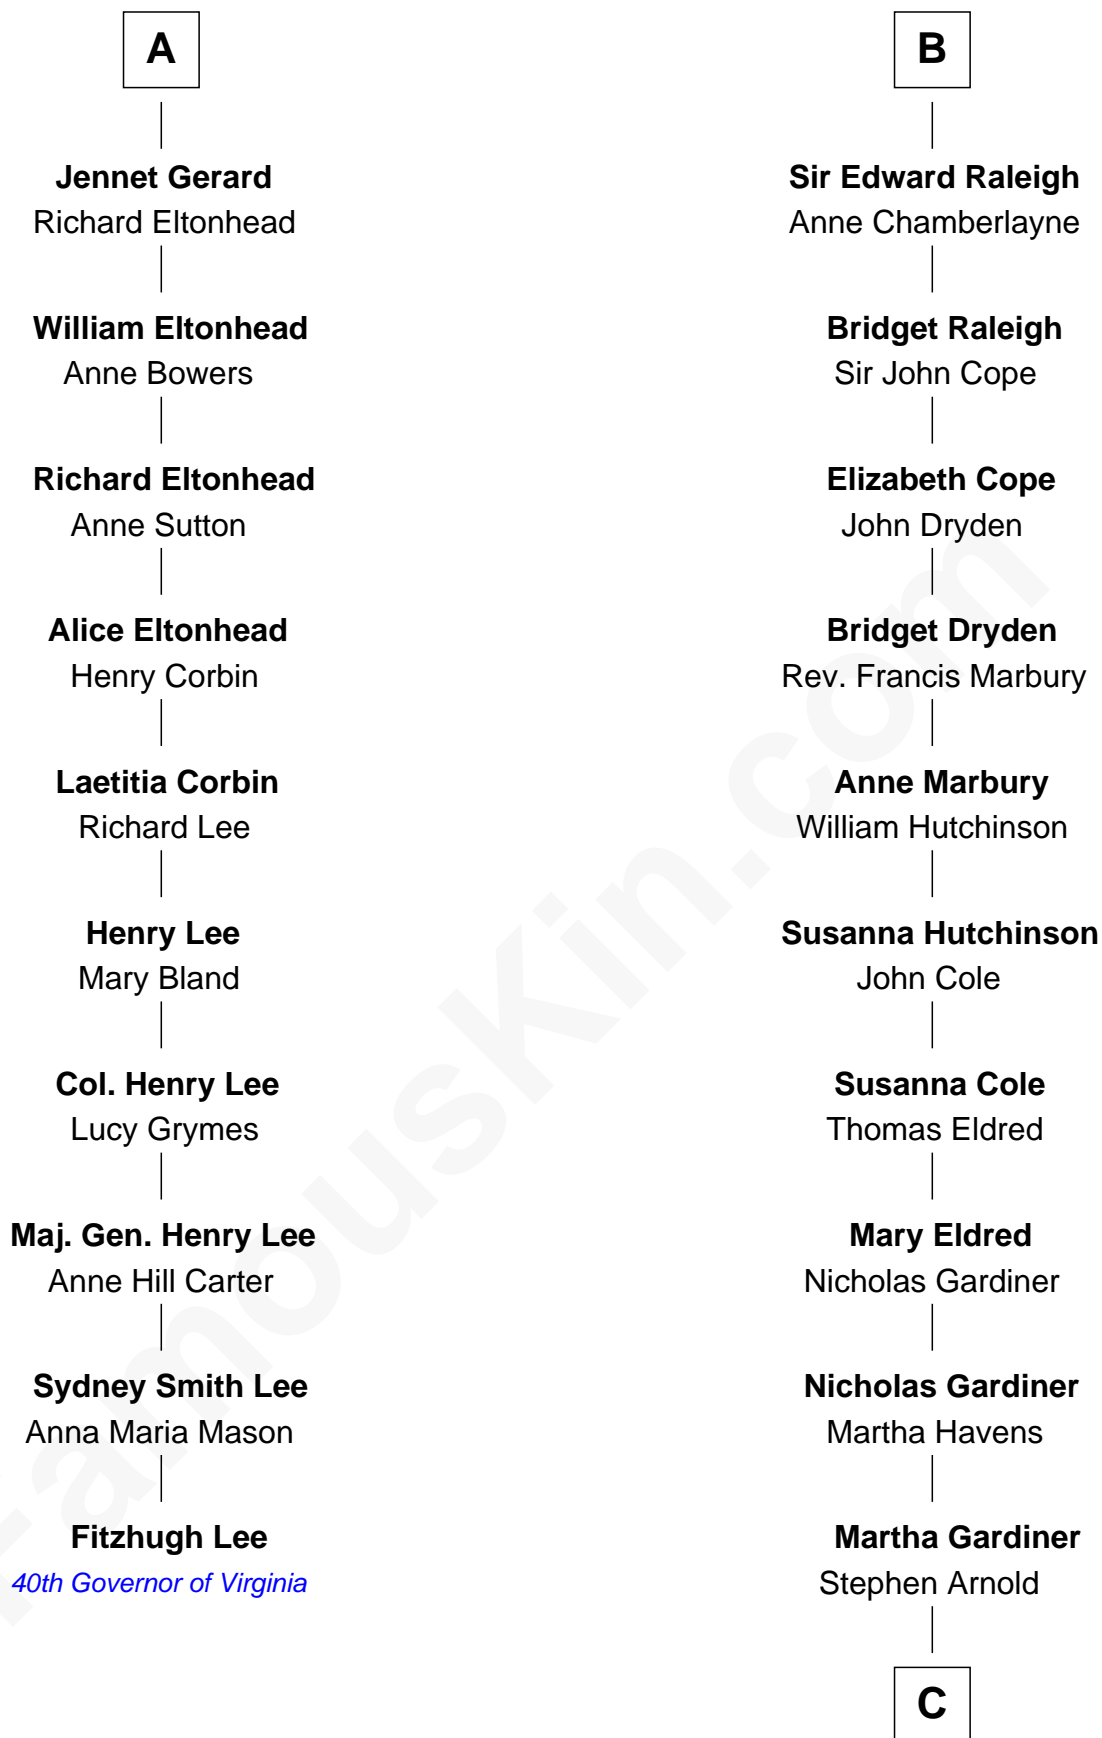 A
Jennet Gerard
Richard Eltonhead
William Eltonhead
Anne Bowers
Richard Eltonhead
Anne Sutton
Alice Eltonhead
Henry Corbin
Laetitia Corbin
Richard Lee
Henry Lee
Mary Bland
Col. Henry Lee
Lucy Grymes
Maj. Gen. Henry Lee
Anne Hill Carter
Sydney Smith Lee
Anna Maria Mason
Fitzhugh Lee
40th Governor of Virginia
B
Sir Edward Raleigh
Anne Chamberlayne
Bridget Raleigh
Sir John Cope
Elizabeth Cope
John Dryden
Bridget Dryden
Rev. Francis Marbury
Anne Marbury
William Hutchinson
Susanna Hutchinson
John Cole
Susanna Cole
Thomas Eldred
Mary Eldred
Nicholas Gardiner
Nicholas Gardiner
Martha Havens
Martha Gardiner
Stephen Arnold
C
FamousKin.com